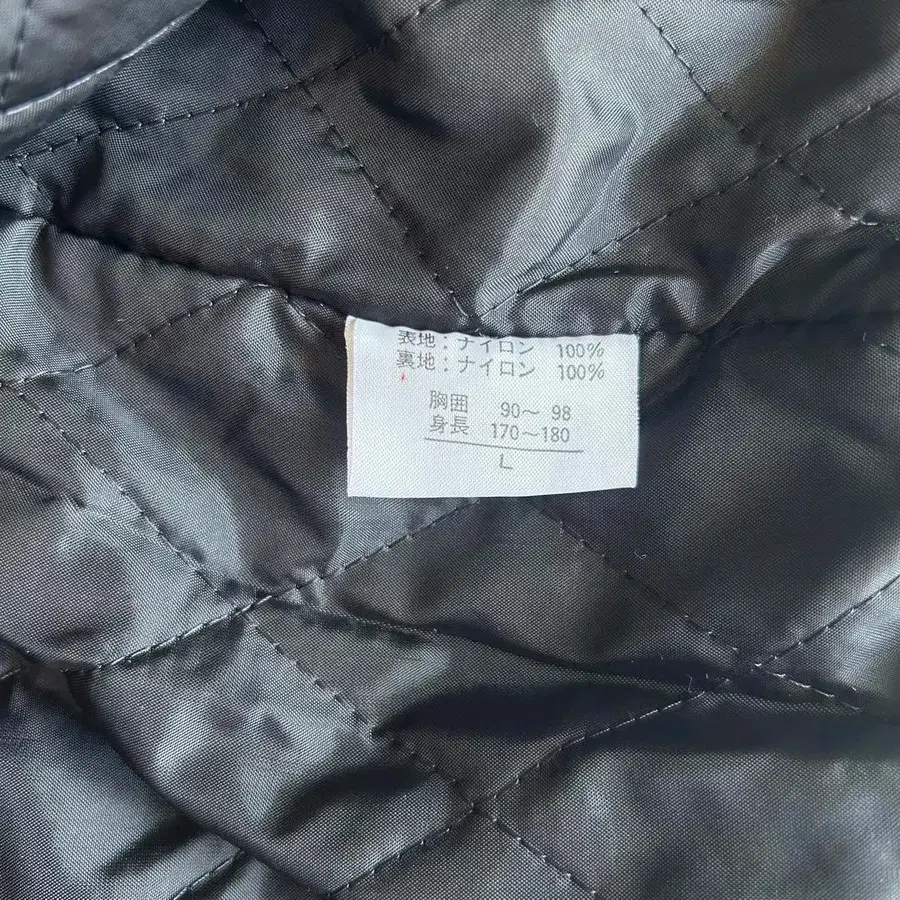 表地：ナイロン 100%
裏地：ナイロン 100%
胸囲 90～ 98
身長 170～180
L